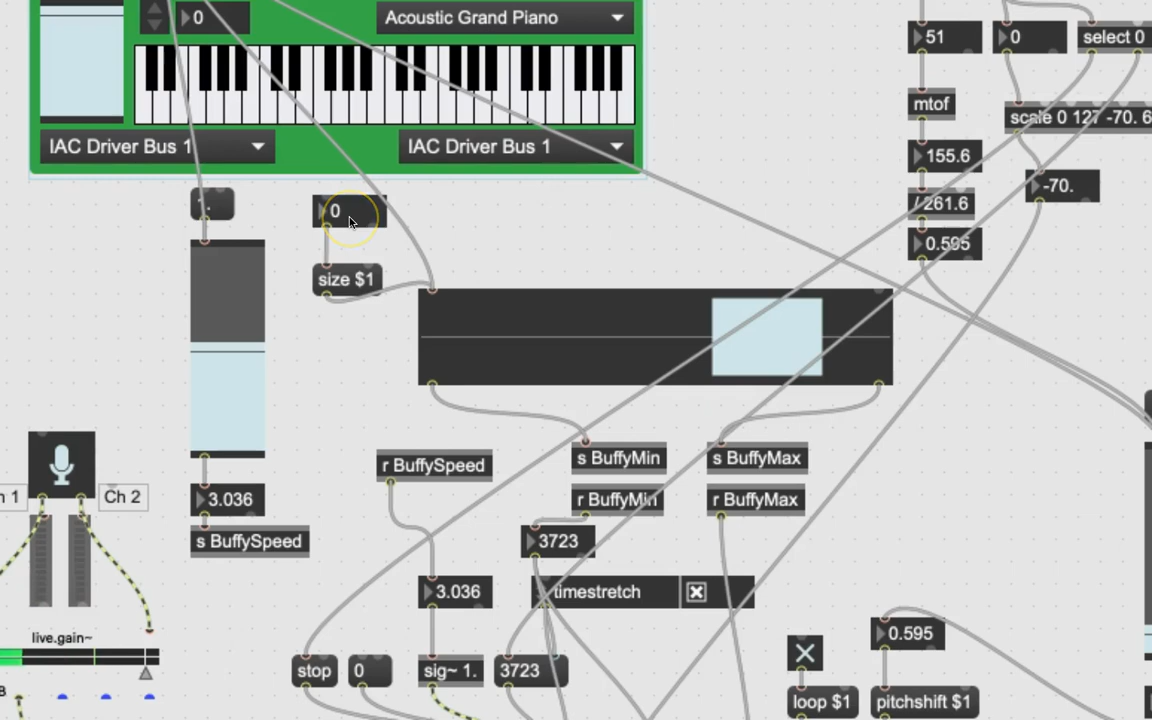 0
Acoustic Grand Piano
IAC Driver Bus 1
IAC Driver Bus 1
0
size $1
51
0
select 0
mtof
scale 0 127 -70. 6
155.6
-70.
/ 261.6
0.595
r BuffySpeed
s BuffyMin
s BuffyMax
r BuffyMin
r BuffyMax
n 1
Ch 2
3.036
s BuffySpeed
3723
3.036
timestretch
live.gain~
stop
0
sig~ 1.
3723
0.595
loop $1
pitchshift $1